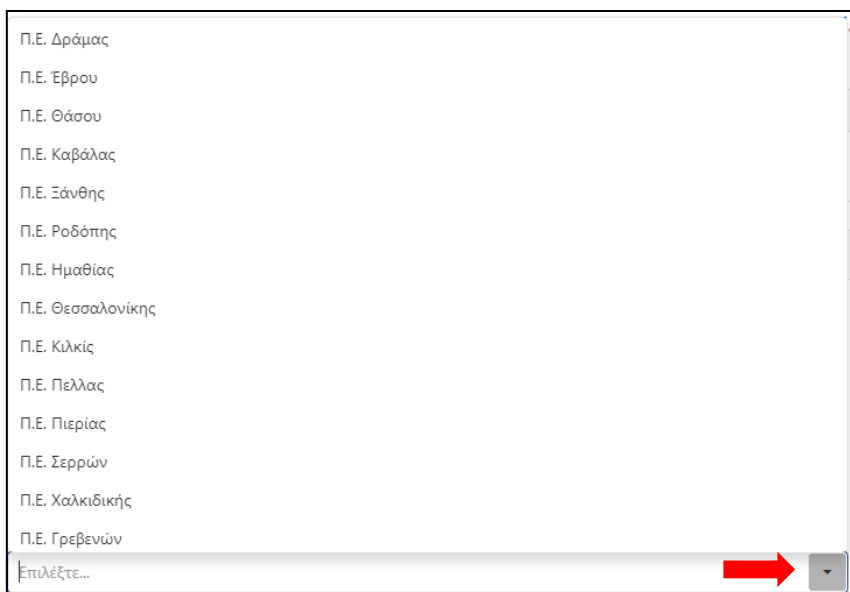 Π.Ε. Δράμας
Π.Ε. Έβρου
Π.Ε. Θάσου
Π.Ε. Καβάλας
Π.Ε. Ξάνθης
Π.Ε. Ροδόπης
Π.Ε. Ημαθίας
Π.Ε. Θεσσαλονίκης
Π.Ε. Κιλκίς
Π.Ε. Πελλας
Π.Ε. Πιερίας
Π.Ε. Σερρών
Π.Ε. Χαλκιδικής
Π.Ε. Γρεβενών
Επιλέξτε...